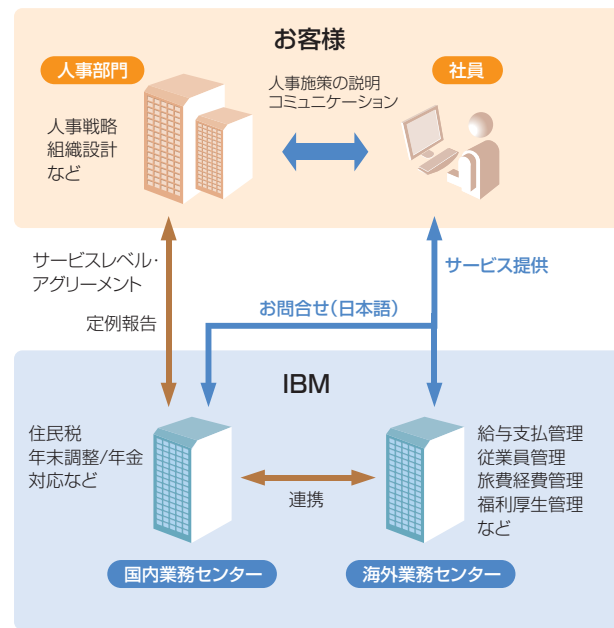 お客様
人事部門
人事戦略
組織設計
など
人事施策の説明
コミュニケーション
社員
サービスレベル・
アグリーメント
定例報告
サービス提供
お問合せ(日本語)
IBM
住民税
年末調整/年金
対応など
連携
給与支払管理
従業員管理
旅費経費管理
福利厚生管理
など
国内業務センター
海外業務センター